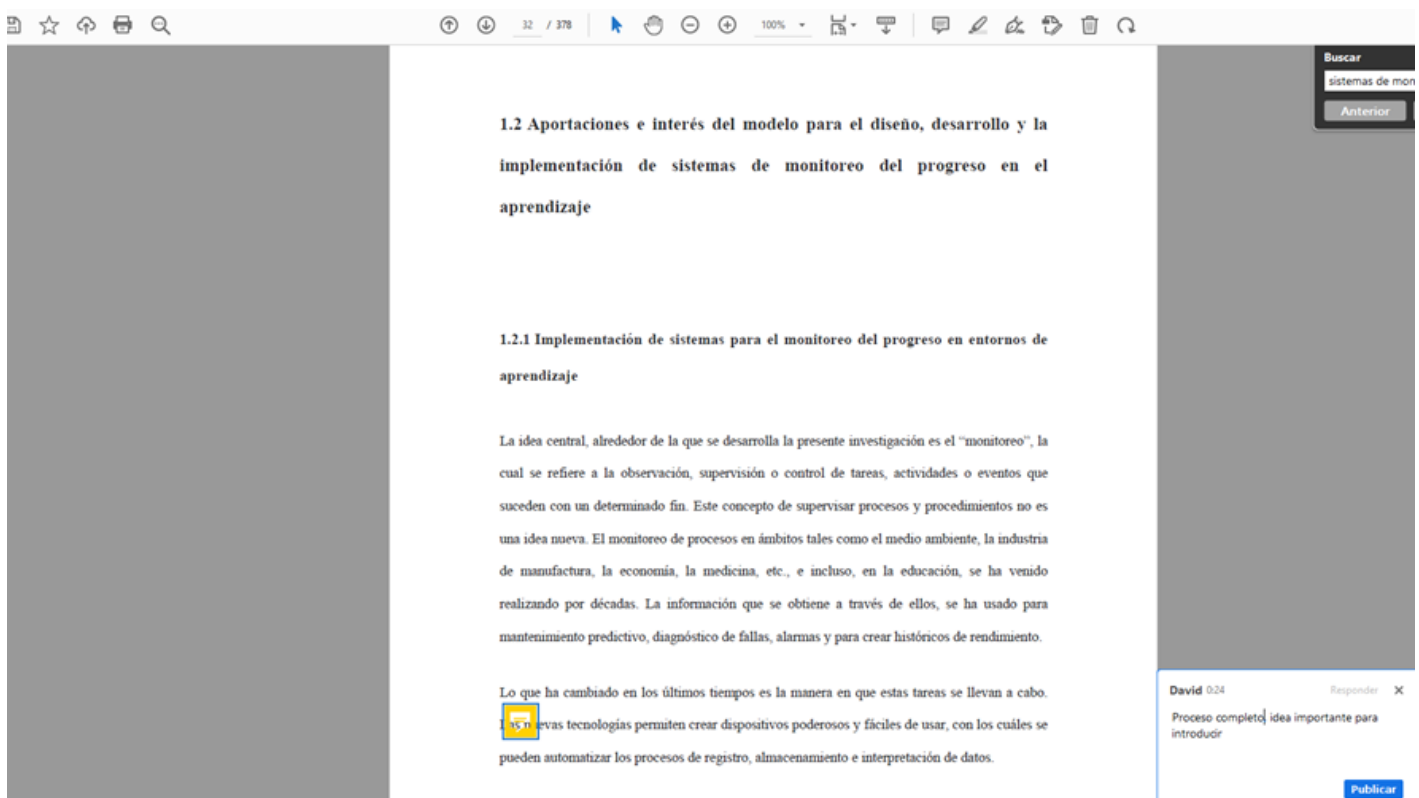 32 / 378
100%
Buscar
sistemas de mon
Anterior
1.2 Aportaciones e interés del modelo para el diseño, desarrollo y la
implementación de sistemas de monitoreo del progreso en el
aprendizaje
1.2.1 Implementación de sistemas para el monitoreo del progreso en entornos de
aprendizaje
La idea central, alrededor de la que se desarrolla la presente investigación es el “monitoreo”, la
cual se refiere a la observación, supervisión o control de tareas, actividades o eventos que
suceden con un determinado fin. Este concepto de supervisar procesos y procedimientos no es
una idea nueva. El monitoreo de procesos en ámbitos tales como el medio ambiente, la industria
de manufactura, la economía, la medicina, etc., e incluso, en la educación, se ha venido
realizando por décadas. La información que se obtiene a través de ellos, se ha usado para
mantenimiento predictivo, diagnóstico de fallas, alarmas y para crear históricos de rendimiento.
Lo que ha cambiado en los últimos tiempos es la manera en que estas tareas se llevan a cabo.
Las nuevas tecnologías permiten crear dispositivos poderosos y fáciles de usar, con los cuáles se
pueden automatizar los procesos de registro, almacenamiento e interpretación de datos.
David 0:24 Responder
Proceso completo, idea importante para
introducir
Publicar